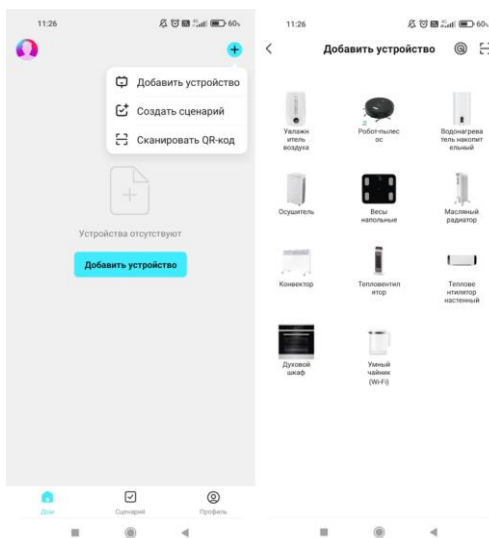 11:26
60
Добавить устройство
Создать сценарий
Сканировать QR-код
Устройства отсутствуют
Добавить устройство
Дом
Сценарий
Профиль
11:26
60
Добавить устройство
Увлажн
итель
воздуха
Робот-пылес
ос
Водонагрева
тель накопит
ельный
Осушитель
Весы
напольные
Масляный
радиатор
Конвектор
Тепловентил
ятор
Теплове
нтилятор
настенный
Духовой
шкаф
Умный
чайник
(Wi-Fi)